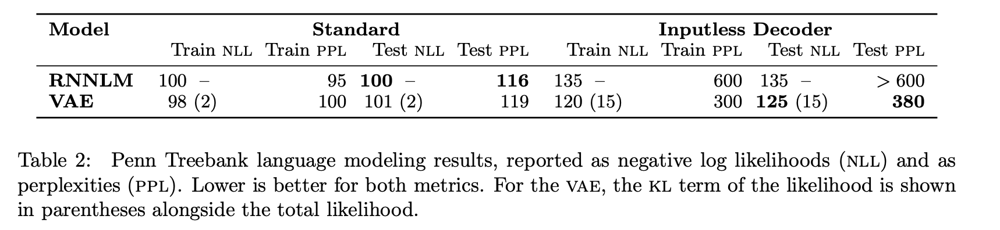 Model Standard Inputless Decoder
Train NLL Train PPL Test NLL Test PPL Train NLL Train PPL Test NLL Test PPL
RNNLM 100 – 95 100 – 116 135 – 600 135 – > 600
VAE 98 (2) 100 101 (2) 119 120 (15) 300 125 (15) 380
Table 2: Penn Treebank language modeling results, reported as negative log likelihoods (NLL) and as
perplexities (PPL). Lower is better for both metrics. For the VAE, the KL term of the likelihood is shown
in parentheses alongside the total likelihood.